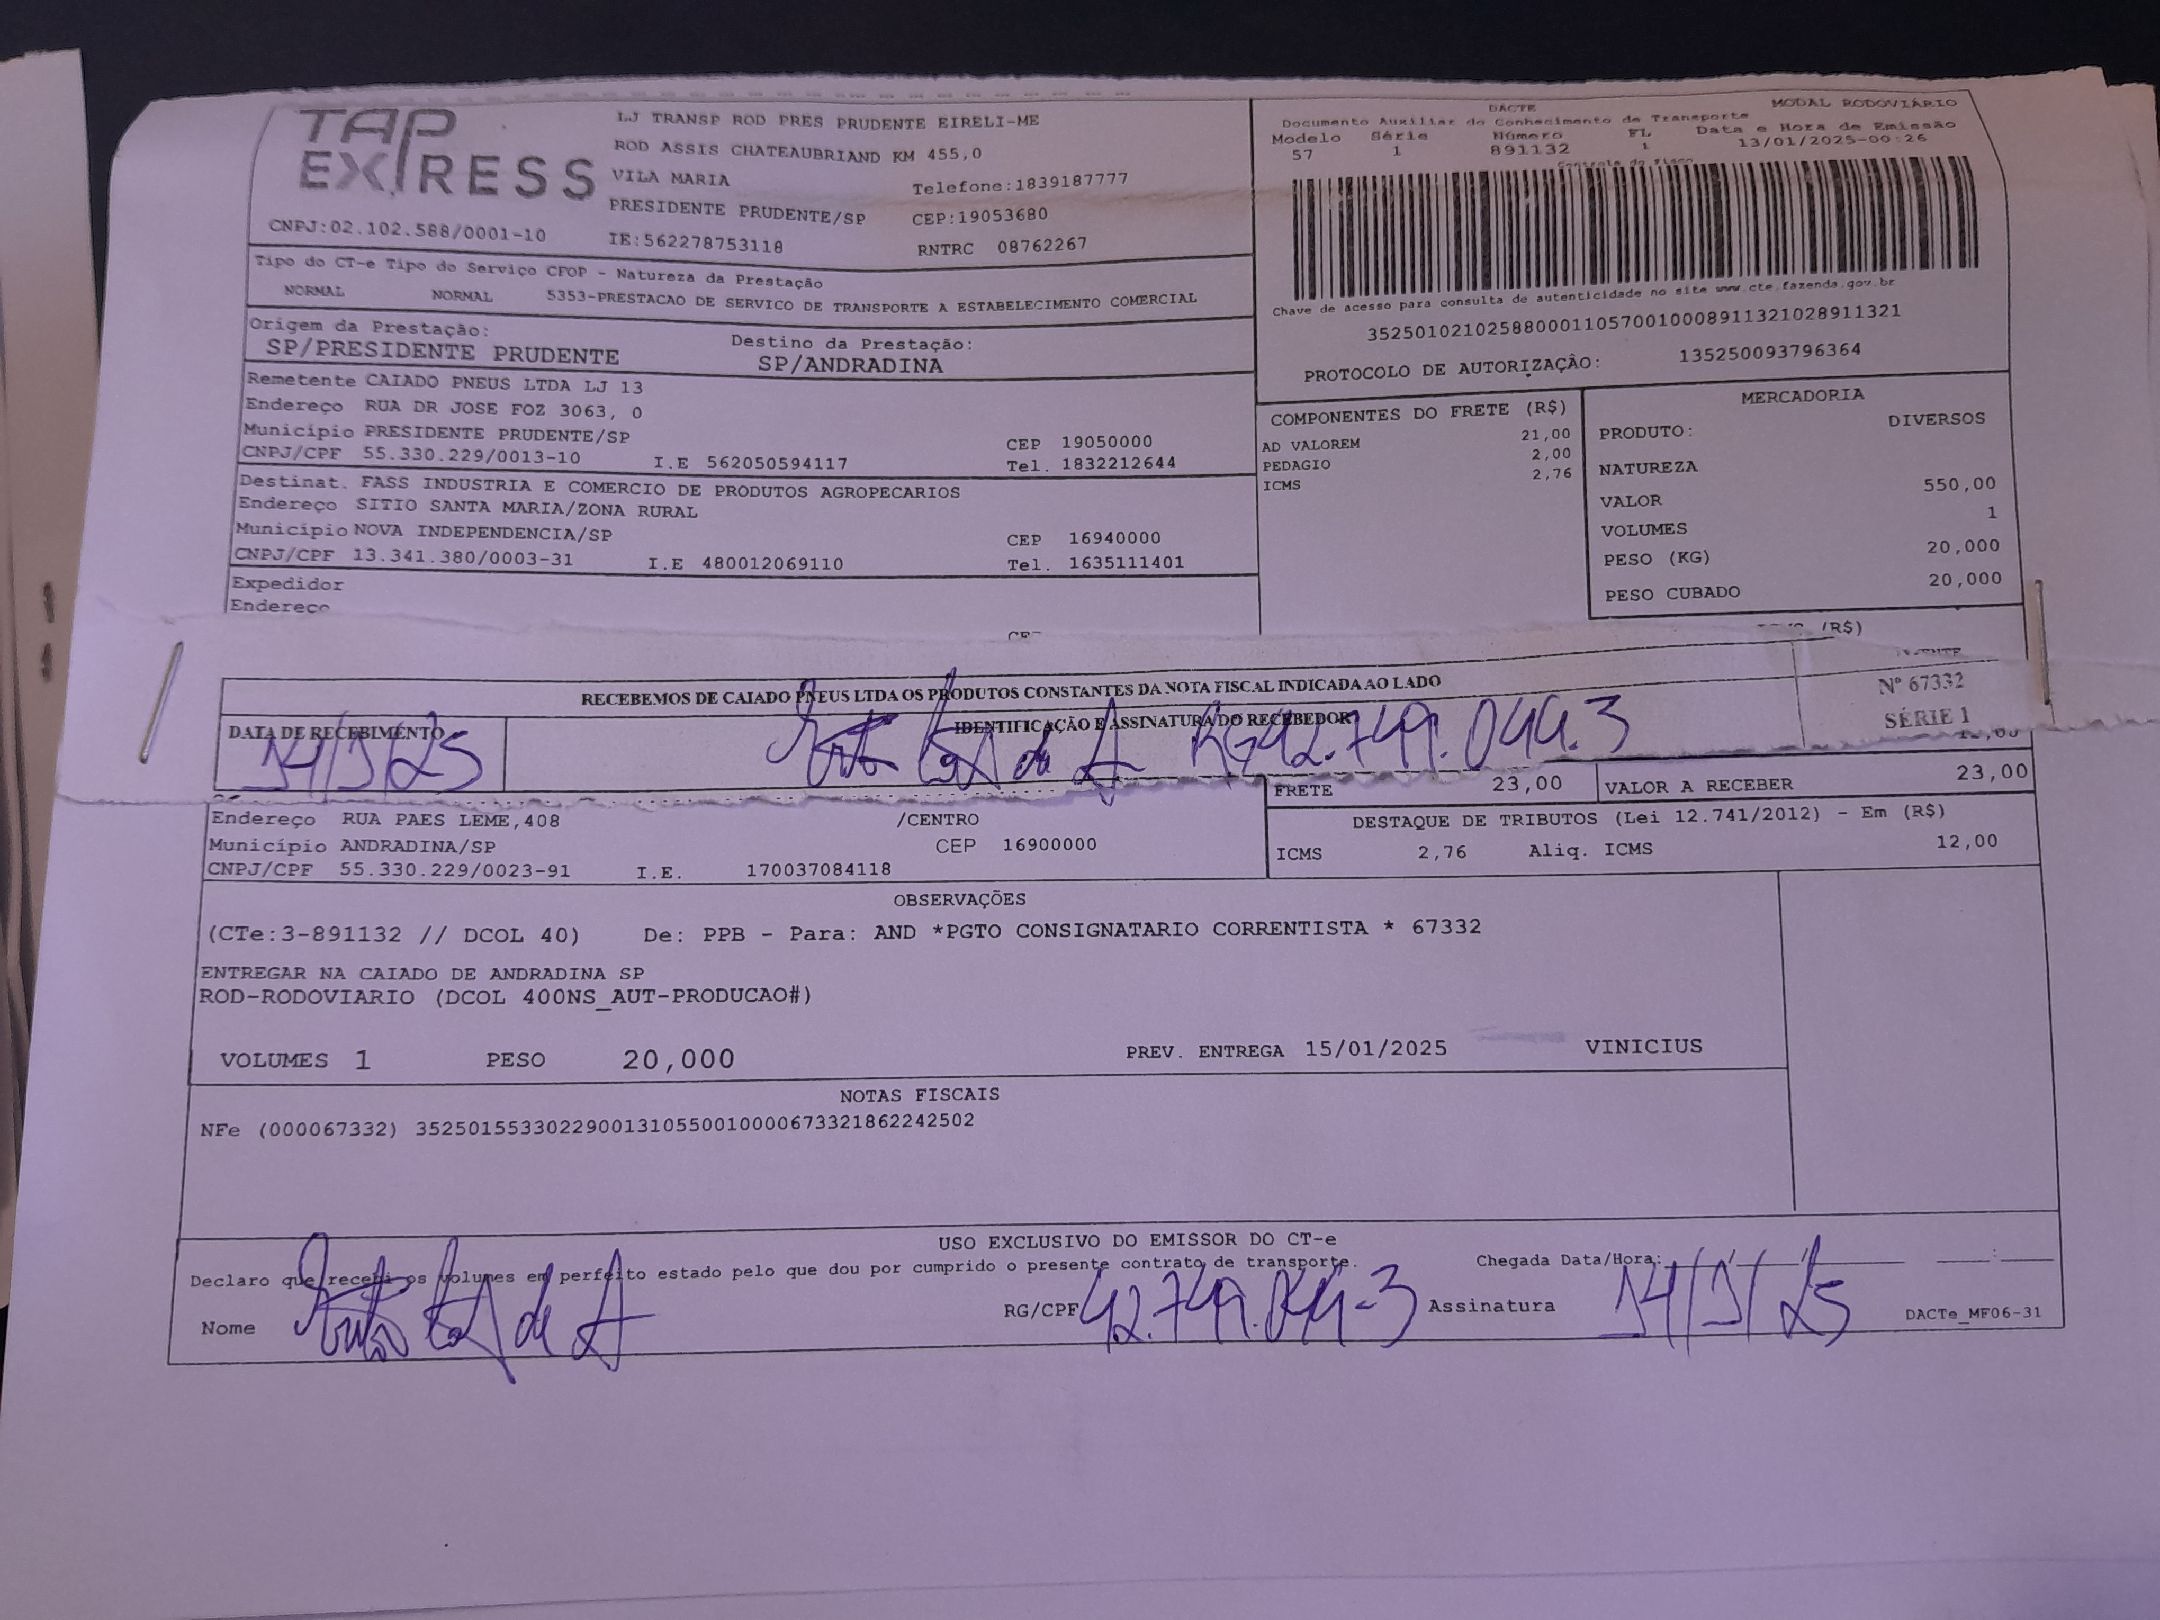 TAP
EXPRESS
LJ TRANSP ROD PRES PRUDENTE EIRELI-ME
ROD ASSIS CHATEAUBRIAND KM 455,0
VILA MARIA Telefone:1839187777
PRESIDENTE PRUDENTE/SP CEP:19053680
CNPJ:02.102.588/0001-10 IE:562278753118 RNTRC 08762267
DACTE MODAL RODOVIÁRIO
Documento Auxiliar do Conhecimento de Transporte
Modelo Série Número FL Data e Hora de Emissão
57 1 891132 1 13/01/2025-00:26
Controle do Fisco
Chave de acesso para consulta de autenticidade no site www.cte.fazenda.gov.br
35250102102588000110570010008911321028911321
PROTOCOLO DE AUTORIZAÇÃO: 135250093796364
Tipo do CT-e Tipo do Serviço CFOP - Natureza da Prestação
NORMAL NORMAL 5353-PRESTACAO DE SERVICO DE TRANSPORTE A ESTABELECIMENTO COMERCIAL
Origem da Prestação: Destino da Prestação:
SP/PRESIDENTE PRUDENTE SP/ANDRADINA
Remetente CAIADO PNEUS LTDA LJ 13
Endereço RUA DR JOSE FOZ 3063, 0
Município PRESIDENTE PRUDENTE/SP CEP 19050000
CNPJ/CPF 55.330.229/0013-10 I.E 562050594117 Tel. 1832212644
Destinat. FASS INDUSTRIA E COMERCIO DE PRODUTOS AGROPECARIOS
Endereço SITIO SANTA MARIA/ZONA RURAL
Município NOVA INDEPENDENCIA/SP CEP 16940000
CNPJ/CPF 13.341.380/0003-31 I.E 480012069110 Tel. 1635111401
Expedidor
Endereço
COMPONENTES DO FRETE (R$)
AD VALOREM 21,00
PEDAGIO 2,00
ICMS 2,76
MERCADORIA
PRODUTO: DIVERSOS
NATUREZA
VALOR 550,00
VOLUMES 1
PESO (KG) 20,000
PESO CUBADO 20,000
(R$)
RECEBEMOS DE CAIADO PNEUS LTDA OS PRODUTOS CONSTANTES DA NOTA FISCAL INDICADA AO LADO
Nº 67332
SÉRIE 1
DATA DE RECEBIMENTO IDENTIFICAÇÃO E ASSINATURA DO RECEBEDOR
14/1/25 RG 42.749.044.3
FRETE 23,00 VALOR A RECEBER 23,00
Endereço RUA PAES LEME,408 /CENTRO
Município ANDRADINA/SP CEP 16900000
CNPJ/CPF 55.330.229/0023-91 I.E. 170037084118
DESTAQUE DE TRIBUTOS (Lei 12.741/2012) - Em (R$)
ICMS 2,76 Aliq. ICMS 12,00
OBSERVAÇÕES
(CTe:3-891132 // DCOL 40) De: PPB - Para: AND *PGTO CONSIGNATARIO CORRENTISTA * 67332
ENTREGAR NA CAIADO DE ANDRADINA SP
ROD-RODOVIARIO (DCOL 400NS_AUT-PRODUCAO#)
VOLUMES 1 PESO 20,000 PREV. ENTREGA 15/01/2025 VINICIUS
NOTAS FISCAIS
NFe (000067332) 35250155330229001310550010000673321862242502
USO EXCLUSIVO DO EMISSOR DO CT-e
Declaro que recebi os volumes em perfeito estado pelo que dou por cumprido o presente contrato de transporte. Chegada Data/Hora:
Nome RG/CPF 42.749.044-3 Assinatura 14/1/25 DACTe_MF06-31